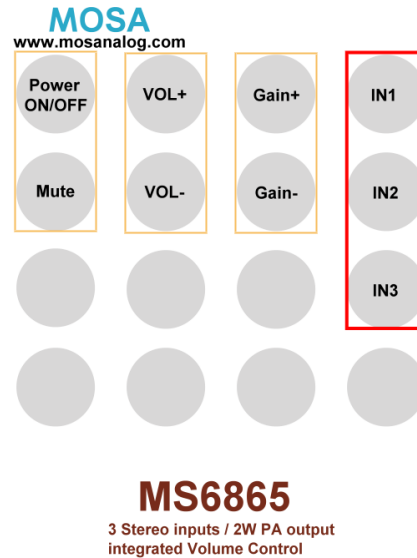 MOSA
www.mosanalog.com
Power
ON/OFF
VOL+
Gain+
IN1
Mute
VOL-
Gain-
IN2
IN3
MS6865
3 Stereo inputs / 2W PA output
integrated Volume Control